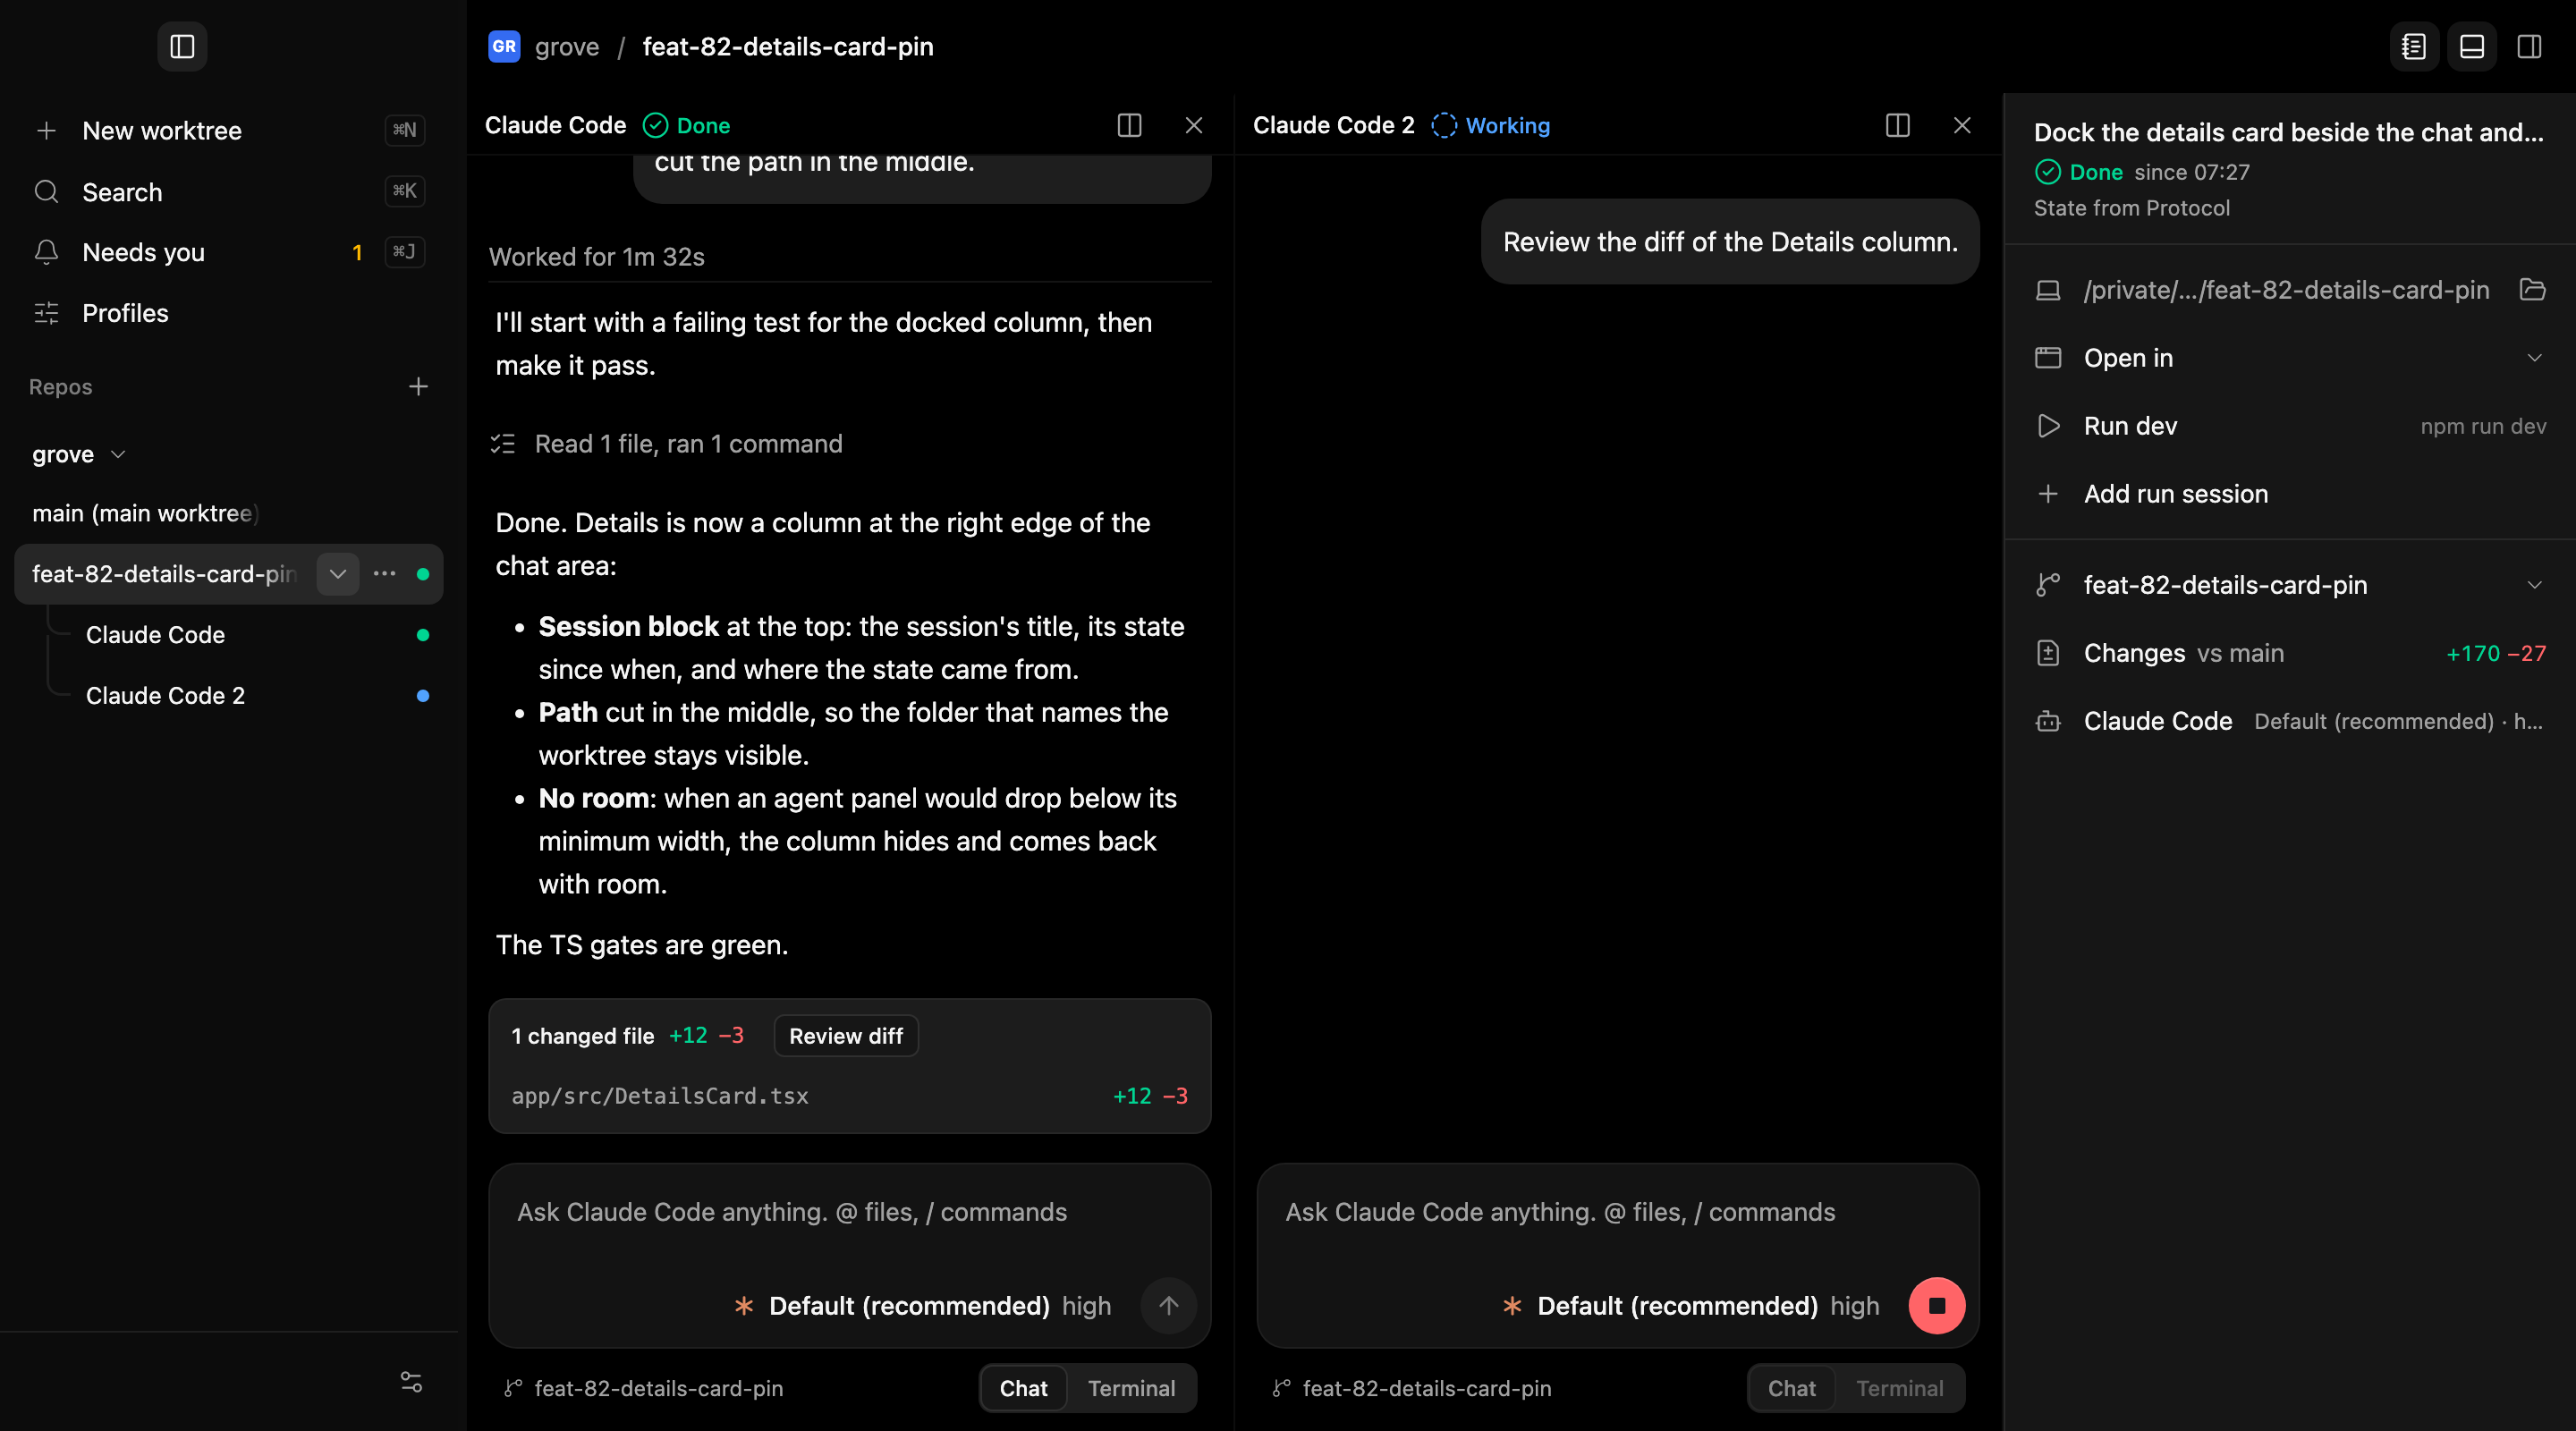 GR grove / feat-82-details-card-pin
New worktree ⌘N
Search ⌘K
Needs you 1 ⌘J
Profiles
Repos
grove
main (main worktree)
feat-82-details-card-pin
Claude Code
Claude Code 2
Claude Code Done
cut the path in the middle.
Worked for 1m 32s
I'll start with a failing test for the docked column, then
make it pass.
Read 1 file, ran 1 command
Done. Details is now a column at the right edge of the
chat area:
• Session block at the top: the session's title, its state
since when, and where the state came from.
• Path cut in the middle, so the folder that names the
worktree stays visible.
• No room: when an agent panel would drop below its
minimum width, the column hides and comes back
with room.
The TS gates are green.
1 changed file +12 −3 Review diff
app/src/DetailsCard.tsx +12 −3
Ask Claude Code anything. @ files, / commands
Default (recommended) high
feat-82-details-card-pin Chat Terminal
Claude Code 2 Working
Review the diff of the Details column.
Ask Claude Code anything. @ files, / commands
Default (recommended) high
feat-82-details-card-pin Chat Terminal
Dock the details card beside the chat and...
Done since 07:27
State from Protocol
/private/.../feat-82-details-card-pin
Open in
Run dev npm run dev
Add run session
feat-82-details-card-pin
Changes vs main +170 −27
Claude Code Default (recommended) · h...